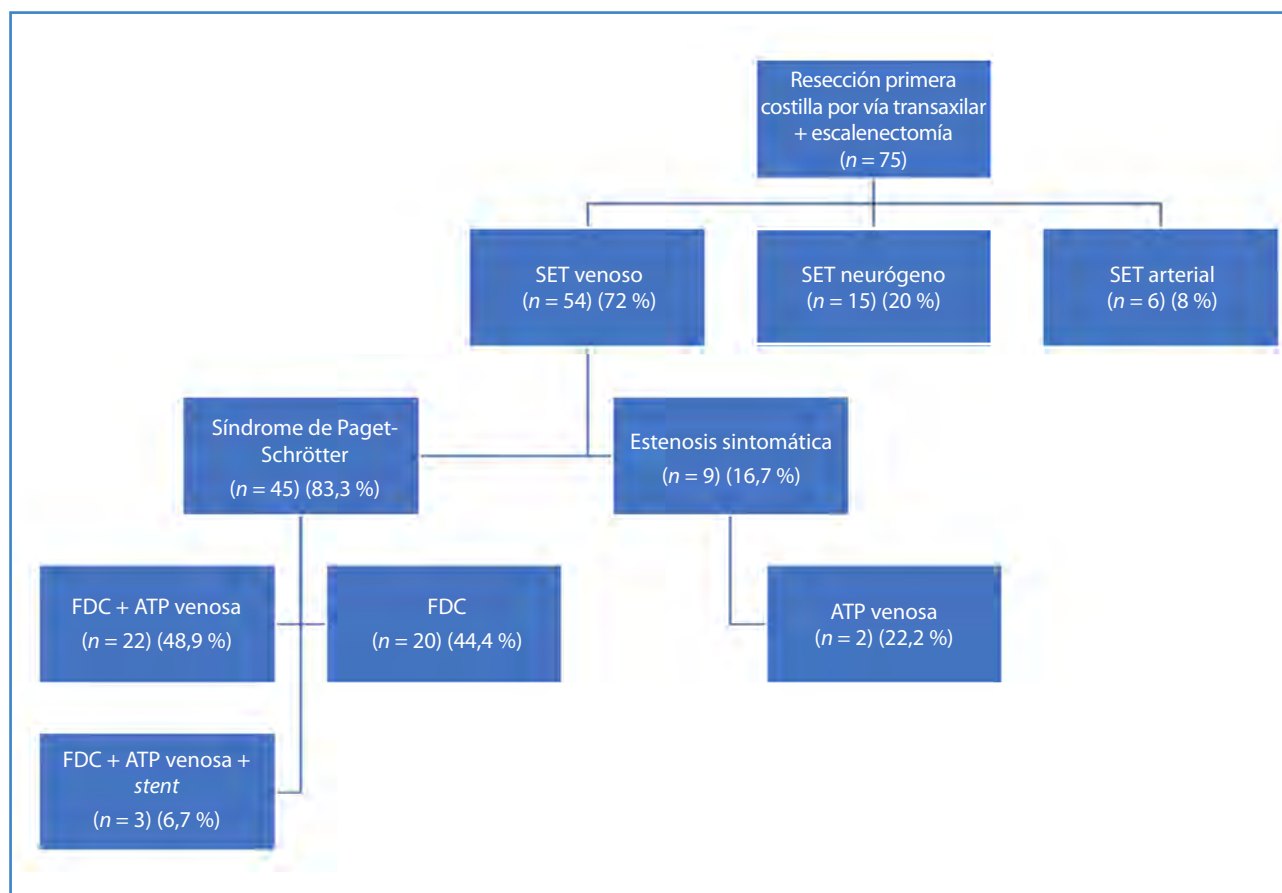 Resección primera
costilla por vía transaxilar
+ escalenectomía
(n = 75)
SET venoso
(n = 54) (72 %)
SET neurógeno
(n = 15) (20 %)
SET arterial
(n = 6) (8 %)
Síndrome de Paget-
Schrötter
(n = 45) (83,3 %)
Estenosis sintomática
(n = 9) (16,7 %)
FDC + ATP venosa
(n = 22) (48,9 %)
FDC
(n = 20) (44,4 %)
ATP venosa
(n = 2) (22,2 %)
FDC + ATP venosa +
stent
(n = 3) (6,7 %)